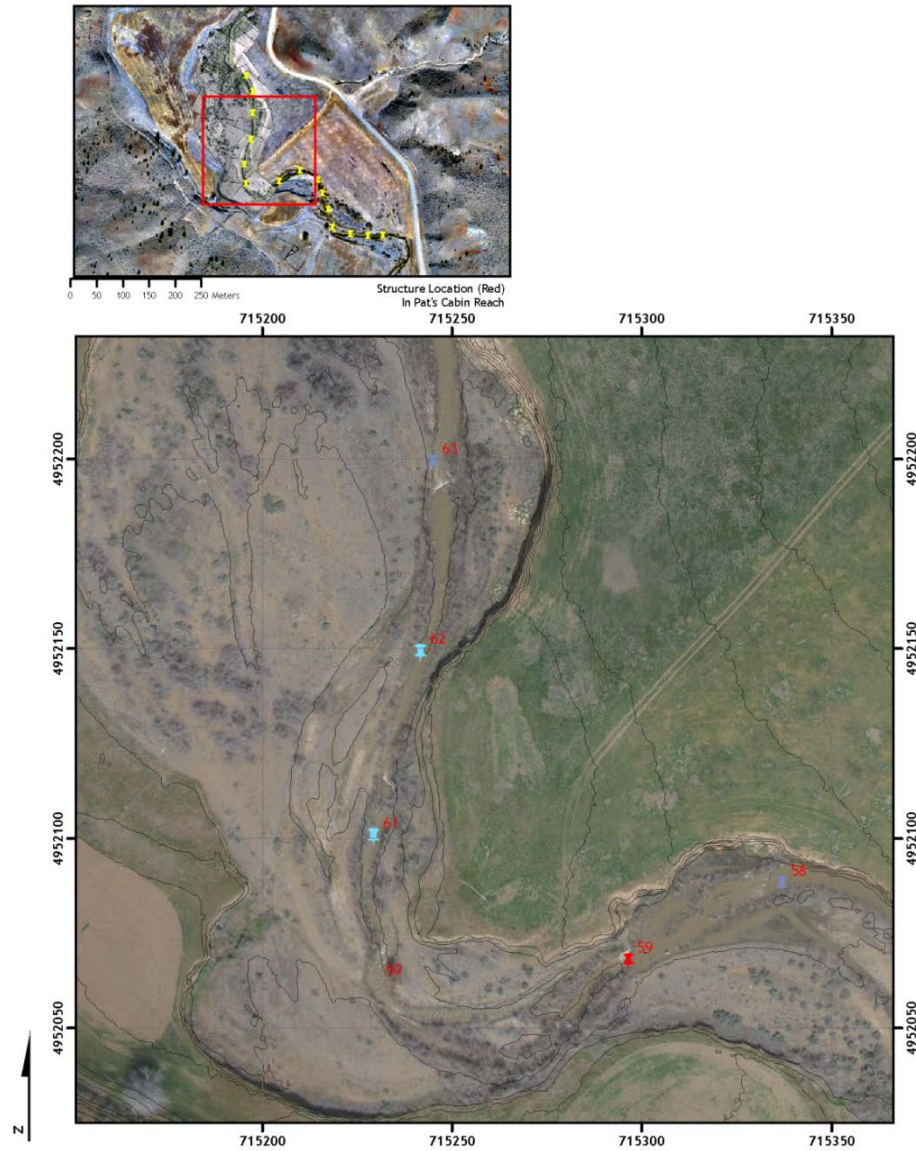 0 50 100 150 200 250 Meters
Structure Location (Red)
In Pat's Cabin Reach
715200 715250 715300 715350
4952200 4952200
63
62
4952150 4952150
61
4952100 4952100
58
59
60
4952050 4952050
715200 715250 715300 715350
N